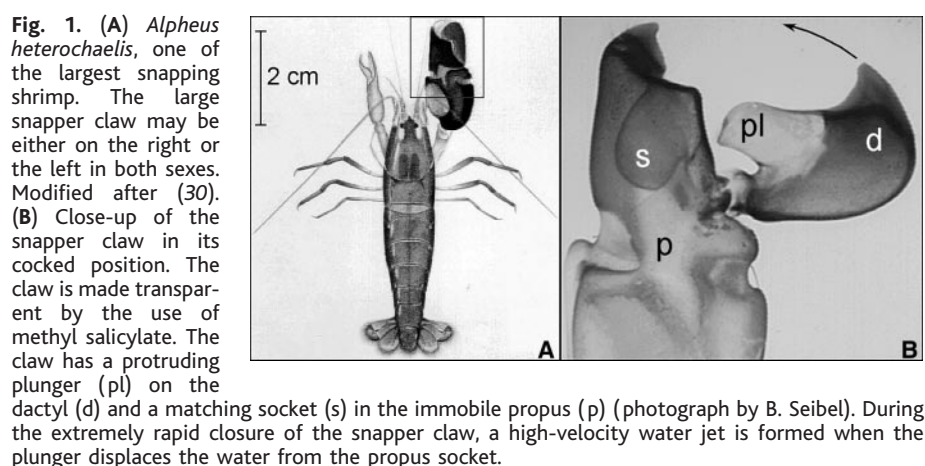 Fig. 1. (A) Alpheus
heterochaelis, one of
the largest snapping
shrimp. The large
snapper claw may be
either on the right or
the left in both sexes.
Modified after (30).
(B) Close-up of the
snapper claw in its
cocked position. The
claw is made transpar-
ent by the use of
methyl salicylate. The
claw has a protruding
plunger (pl) on the
dactyl (d) and a matching socket (s) in the immobile propus (p) (photograph by B. Seibel). During
the extremely rapid closure of the snapper claw, a high-velocity water jet is formed when the
plunger displaces the water from the propus socket.
2 cm
A
s
pl
d
p
B